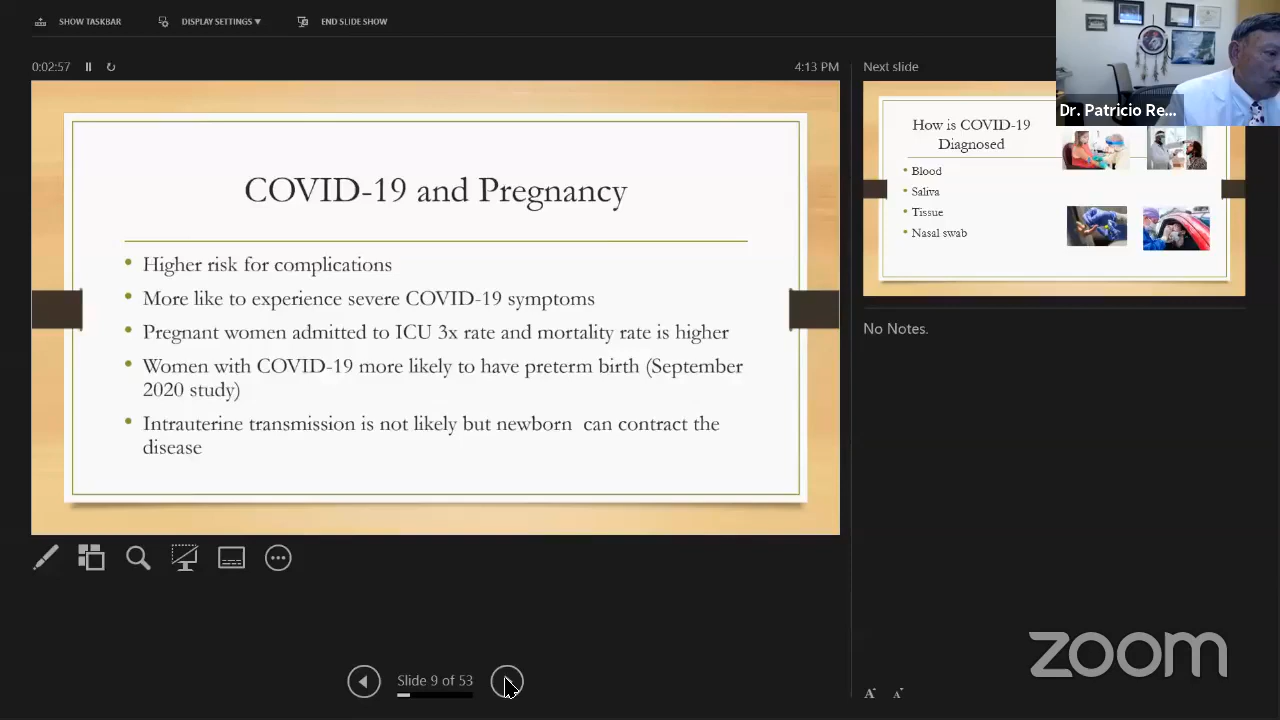 SHOW TASKBAR
DISPLAY SETTINGS ▼
END SLIDE SHOW
0:02:57
4:13 PM
COVID-19 and Pregnancy
• Higher risk for complications
• More like to experience severe COVID-19 symptoms
• Pregnant women admitted to ICU 3x rate and mortality rate is higher
• Women with COVID-19 more likely to have preterm birth (September
2020 study)
• Intrauterine transmission is not likely but newborn can contract the
disease
Slide 9 of 53
Next slide
How is COVID-19
Diagnosed
• Blood
• Saliva
• Tissue
• Nasal swab
Dr. Patricio Re...
No Notes.
zoom
A A